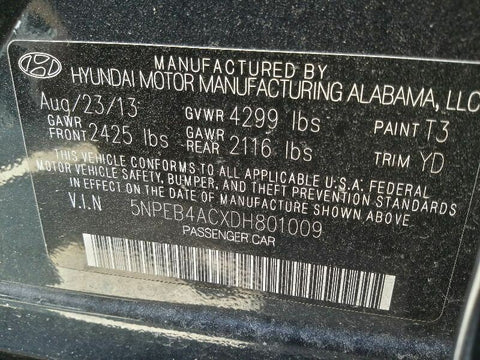 MANUFACTURED BY
HYUNDAI MOTOR MANUFACTURING ALABAMA, LLC
Aug/23/13 GVWR 4299 lbs PAINT T3
GAWR FRONT 2425 lbs GAWR REAR 2116 lbs TRIM YD
THIS VEHICLE CONFORMS TO ALL APPLICABLE U.S. FEDERAL
MOTOR VEHICLE SAFETY, BUMPER, AND THEFT PREVENTION STANDARDS
IN EFFECT ON THE DATE OF MANUFACTURE SHOWN ABOVE.
V.I.N 5NPEB4ACXDH801009
PASSENGER CAR